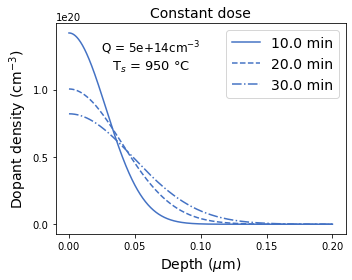 Constant dose
1e20
Q = 5e+14cm⁻³
Tₛ = 950 °C
10.0 min
20.0 min
30.0 min
Dopant density (cm⁻³)
1.0
0.5
0.0
0.00 0.05 0.10 0.15 0.20
Depth (μm)